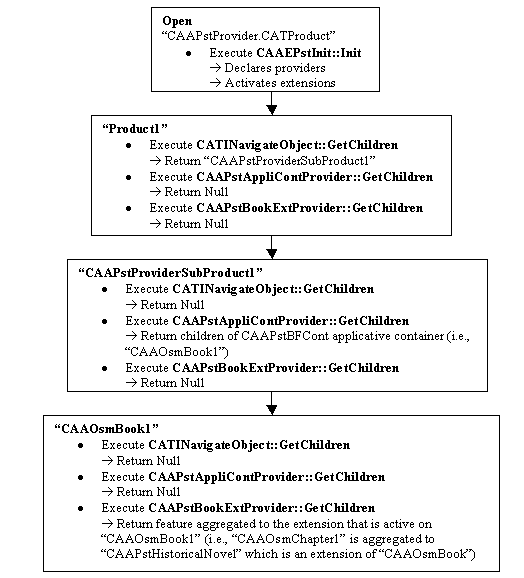 Open
“CAAPstProvider.CATProduct”
● Execute CAAEPstInit::Init
→ Declares providers
→ Activates extensions
“Product1”
● Execute CATINavigateObject::GetChildren
→ Return “CAAPstProviderSubProduct1”
● Execute CAAPstAppliContProvider::GetChildren
→ Return Null
● Execute CAAPstBookExtProvider::GetChildren
→ Return Null
“CAAPstProviderSubProduct1”
● Execute CATINavigateObject::GetChildren
→ Return Null
● Execute CAAPstAppliContProvider::GetChildren
→ Return children of CAAPstBFCont applicative container (i.e.,
“CAAOsmBook1”)
● Execute CAAPstBookExtProvider::GetChildren
→ Return Null
“CAAOsmBook1”
● Execute CATINavigateObject::GetChildren
→ Return Null
● Execute CAAPstAppliContProvider::GetChildren
→ Return Null
● Execute CAAPstBookExtProvider::GetChildren
→ Return feature aggregated to the extension that is active on
“CAAOsmBook1” (i.e., “CAAOsmChapter1” is aggregated to
“CAAPstHistoricalNovel” which is an extension of “CAAOsmBook”)